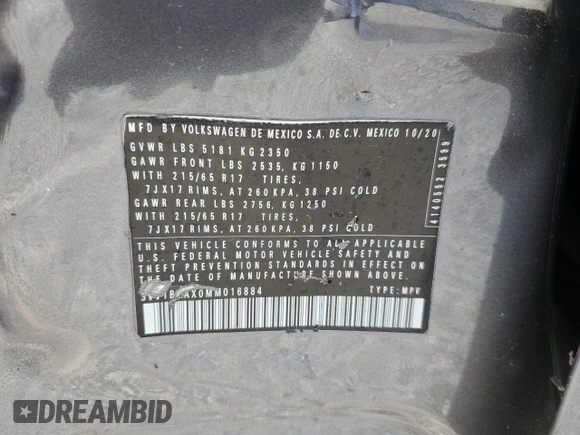 MFD BY VOLKSWAGEN DE MEXICO S.A. DE C.V. MEXICO 10/20
GVWR LBS 5181 KG 2350
GAWR FRONT LBS 2535, KG 1150
WITH 215/65 R17 TIRES,
7JX17 RIMS, AT 260 KPA, 38 PSI COLD
GAWR REAR LBS 2756, KG 1250
WITH 215/65 R17 TIRES,
7JX17 RIMS, AT 260 KPA, 38 PSI COLD
THIS VEHICLE CONFORMS TO ALL APPLICABLE
U.S. FEDERAL MOTOR VEHICLE SAFETY AND
THEFT PREVENTION STANDARDS IN EFFECT ON
THE DATE OF MANUFACTURE SHOWN ABOVE.
TYPE: MPV
4140552 3599
DREAMBID